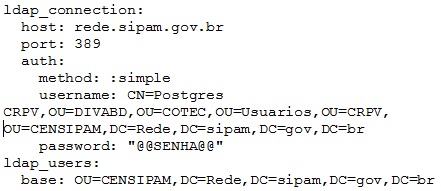 ldap_connection:
host: rede.sipam.gov.br
port: 389
auth:
method: :simple
username: CN=Postgres
CRPV,OU=DIVABD,OU=COTEC,OU=Usuarios,OU=CRPV,
OU=CENSIPAM,DC=Rede,DC=sipam,DC=gov,DC=br
password: "@@SENHA@@"
ldap_users:
base: OU=CENSIPAM,DC=Rede,DC=sipam,DC=gov,DC=br